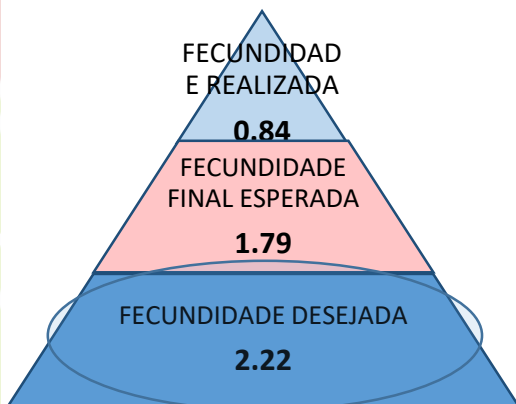 FECUNDIDAD
E REALIZADA
0.84
FECUNDIDADE
FINAL ESPERADA
1.79
FECUNDIDADE DESEJADA
2.22